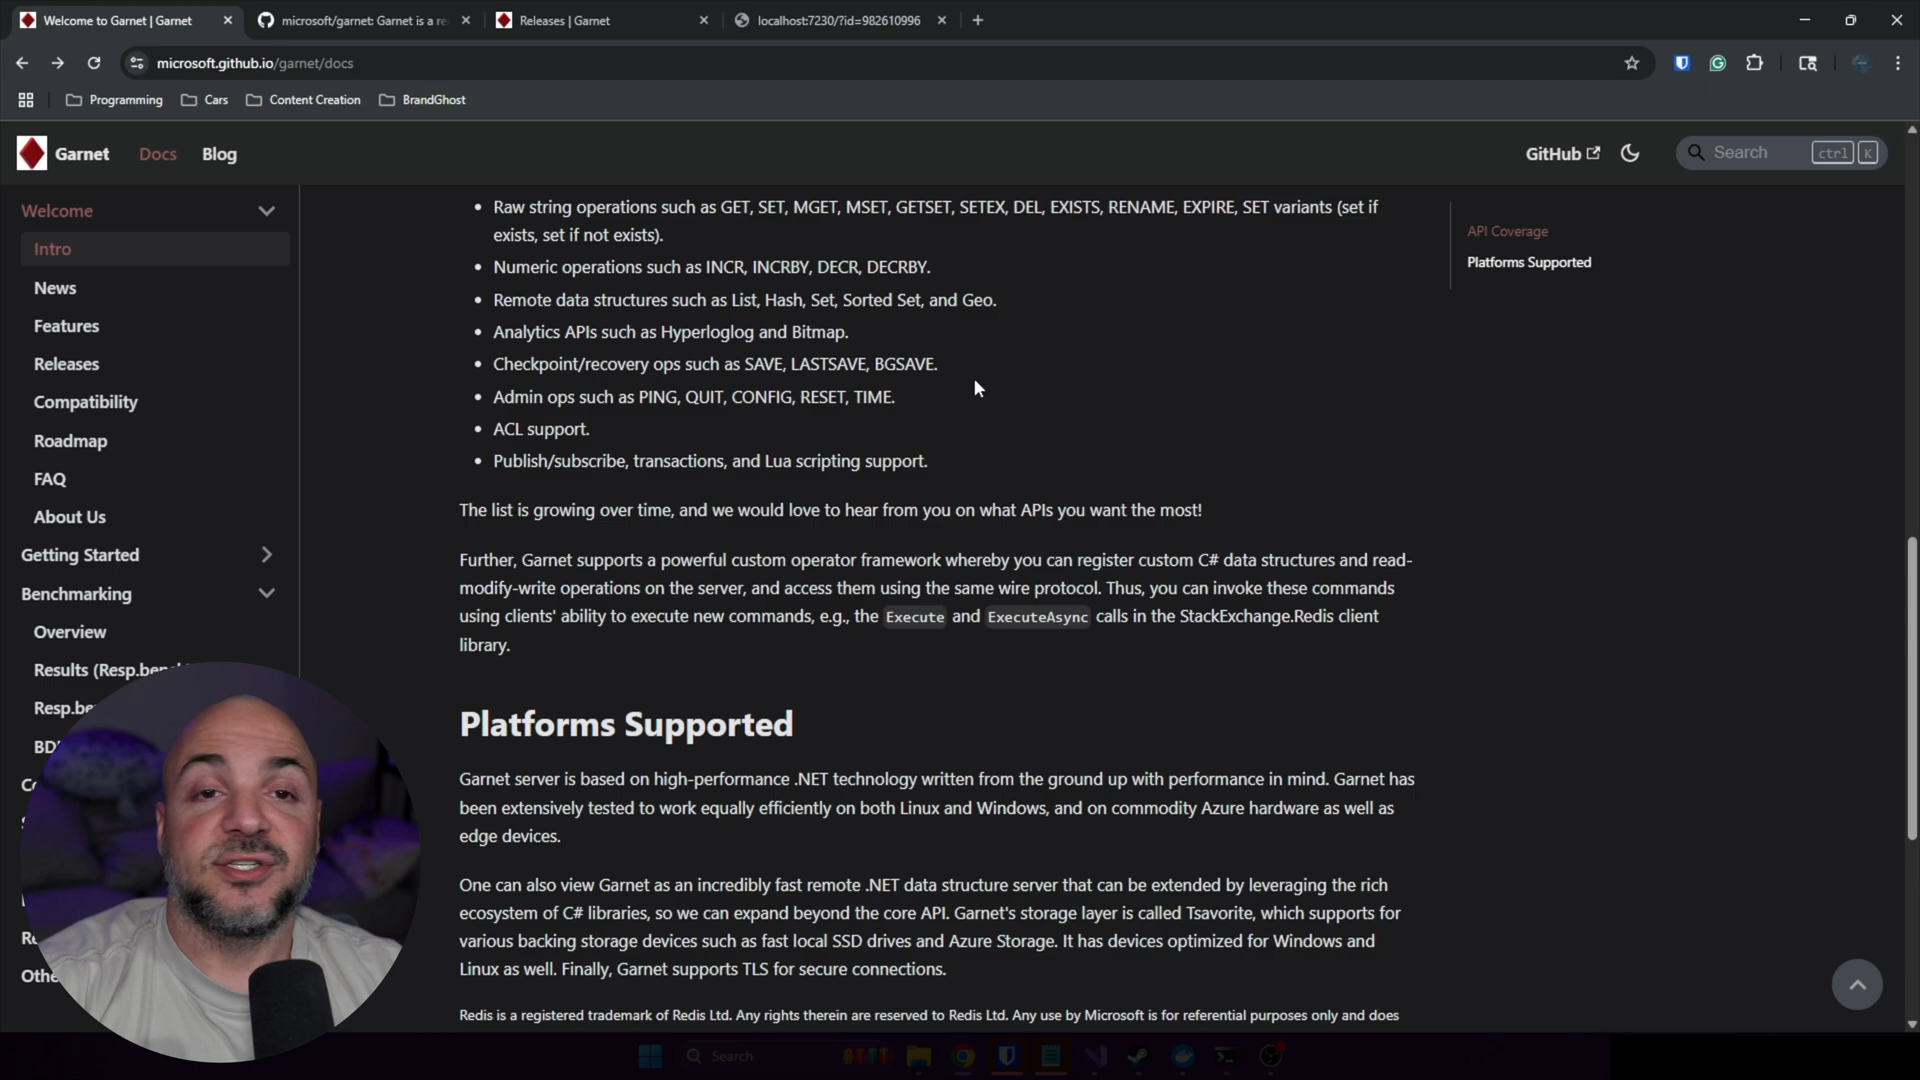 Welcome to Garnet | Garnet
microsoft/garnet: Garnet is a re
Releases | Garnet
localhost:7230/?id=982610996
microsoft.github.io/garnet/docs
Programming
Cars
Content Creation
BrandGhost
Garnet
Docs
Blog
GitHub
Search
ctrl
K
Welcome
Intro
News
Features
Releases
Compatibility
Roadmap
FAQ
About Us
Getting Started
Benchmarking
Overview
Results (Resp.ben
Resp.be
BD
Othe
• Raw string operations such as GET, SET, MGET, MSET, GETSET, SETEX, DEL, EXISTS, RENAME, EXPIRE, SET variants (set if
exists, set if not exists).
• Numeric operations such as INCR, INCRBY, DECR, DECRBY.
• Remote data structures such as List, Hash, Set, Sorted Set, and Geo.
• Analytics APIs such as Hyperloglog and Bitmap.
• Checkpoint/recovery ops such as SAVE, LASTSAVE, BGSAVE.
• Admin ops such as PING, QUIT, CONFIG, RESET, TIME.
• ACL support.
• Publish/subscribe, transactions, and Lua scripting support.
The list is growing over time, and we would love to hear from you on what APIs you want the most!
Further, Garnet supports a powerful custom operator framework whereby you can register custom C# data structures and read-
modify-write operations on the server, and access them using the same wire protocol. Thus, you can invoke these commands
using clients' ability to execute new commands, e.g., the Execute and ExecuteAsync calls in the StackExchange.Redis client
library.
Platforms Supported
Garnet server is based on high-performance .NET technology written from the ground up with performance in mind. Garnet has
been extensively tested to work equally efficiently on both Linux and Windows, and on commodity Azure hardware as well as
edge devices.
One can also view Garnet as an incredibly fast remote .NET data structure server that can be extended by leveraging the rich
ecosystem of C# libraries, so we can expand beyond the core API. Garnet's storage layer is called Tsavorite, which supports for
various backing storage devices such as fast local SSD drives and Azure Storage. It has devices optimized for Windows and
Linux as well. Finally, Garnet supports TLS for secure connections.
Redis is a registered trademark of Redis Ltd. Any rights therein are reserved to Redis Ltd. Any use by Microsoft is for referential purposes only and does
API Coverage
Platforms Supported
Search